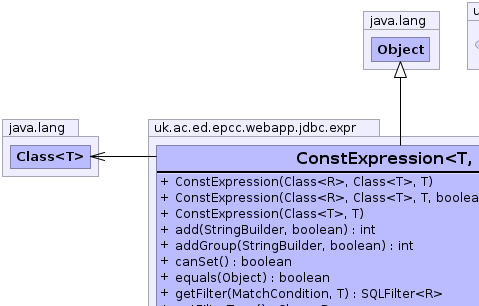 java.lang
Object
java.lang
Class<T>
uk.ac.ed.epcc.webapp.jdbc.expr
ConstExpression<T,
+ ConstExpression(Class<R>, Class<T>, T)
+ ConstExpression(Class<R>, Class<T>, T, boolea
+ ConstExpression(Class<T>, T)
+ add(StringBuilder, boolean) : int
+ addGroup(StringBuilder, boolean) : int
+ canSet() : boolean
+ equals(Object) : boolean
+ getFilter(MatchCondition, T) : SQLFilter<R>